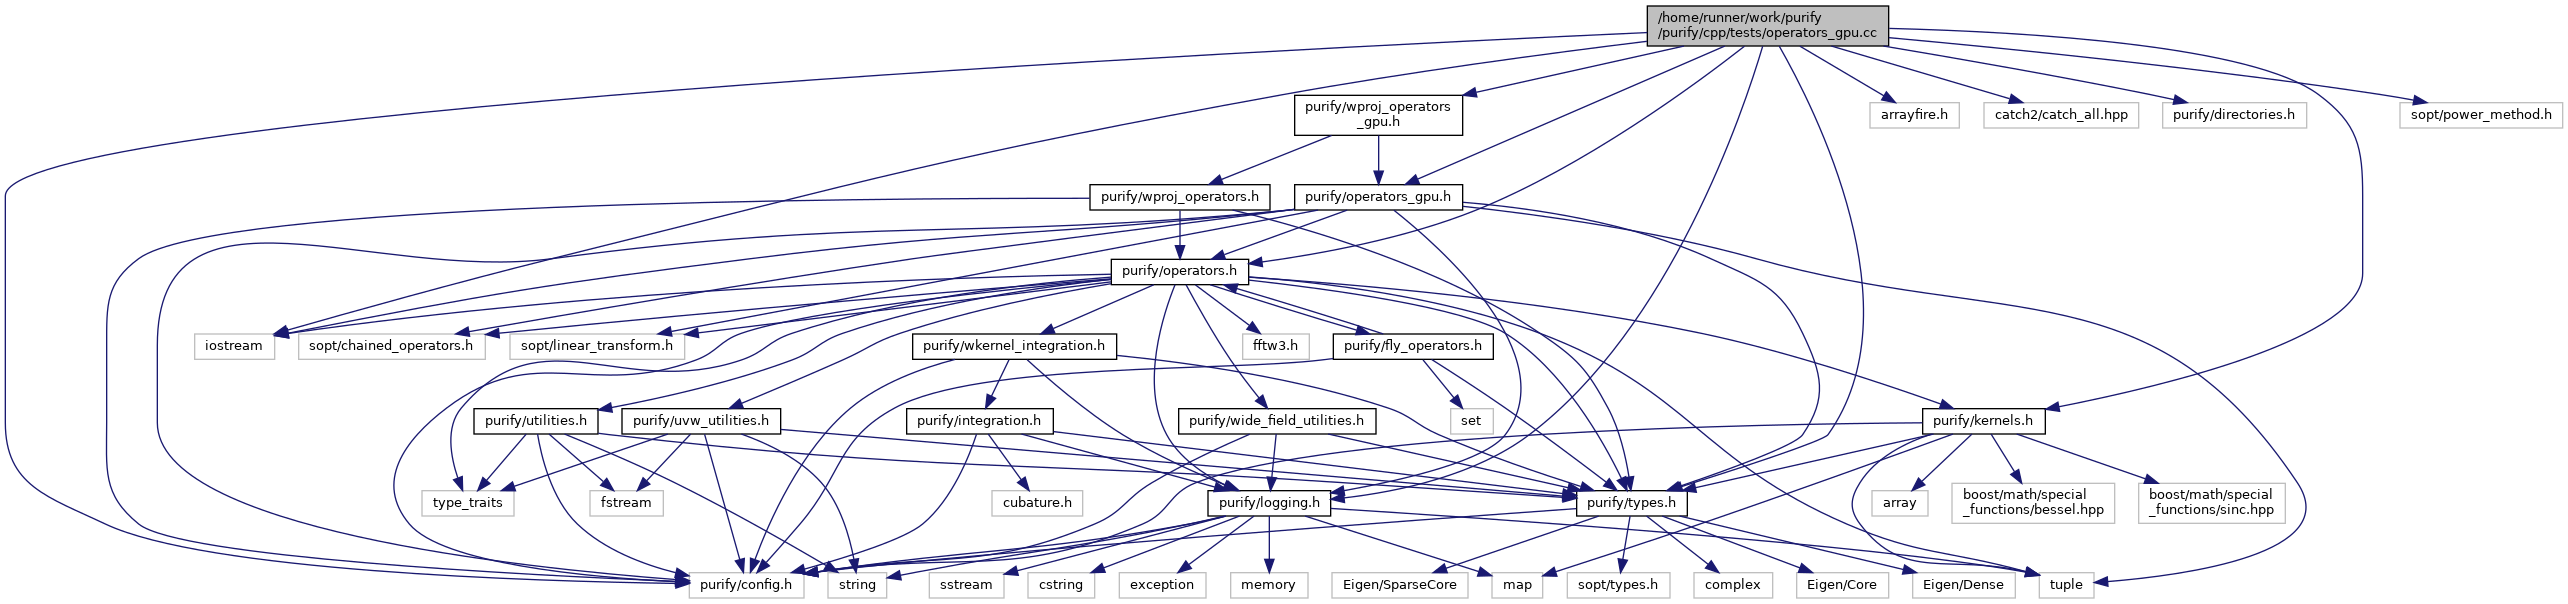 /home/runner/work/purify
/purify/cpp/tests/operators_gpu.cc
purify/wproj_operators
_gpu.h
arrayfire.h
catch2/catch_all.hpp
purify/directories.h
sopt/power_method.h
purify/wproj_operators.h
purify/operators_gpu.h
purify/operators.h
iostream
sopt/chained_operators.h
sopt/linear_transform.h
purify/wkernel_integration.h
fftw3.h
purify/fly_operators.h
purify/utilities.h
purify/uvw_utilities.h
purify/integration.h
purify/wide_field_utilities.h
set
purify/kernels.h
type_traits
fstream
cubature.h
purify/logging.h
purify/types.h
array
boost/math/special
_functions/bessel.hpp
boost/math/special
_functions/sinc.hpp
purify/config.h
string
sstream
cstring
exception
memory
Eigen/SparseCore
map
sopt/types.h
complex
Eigen/Core
Eigen/Dense
tuple